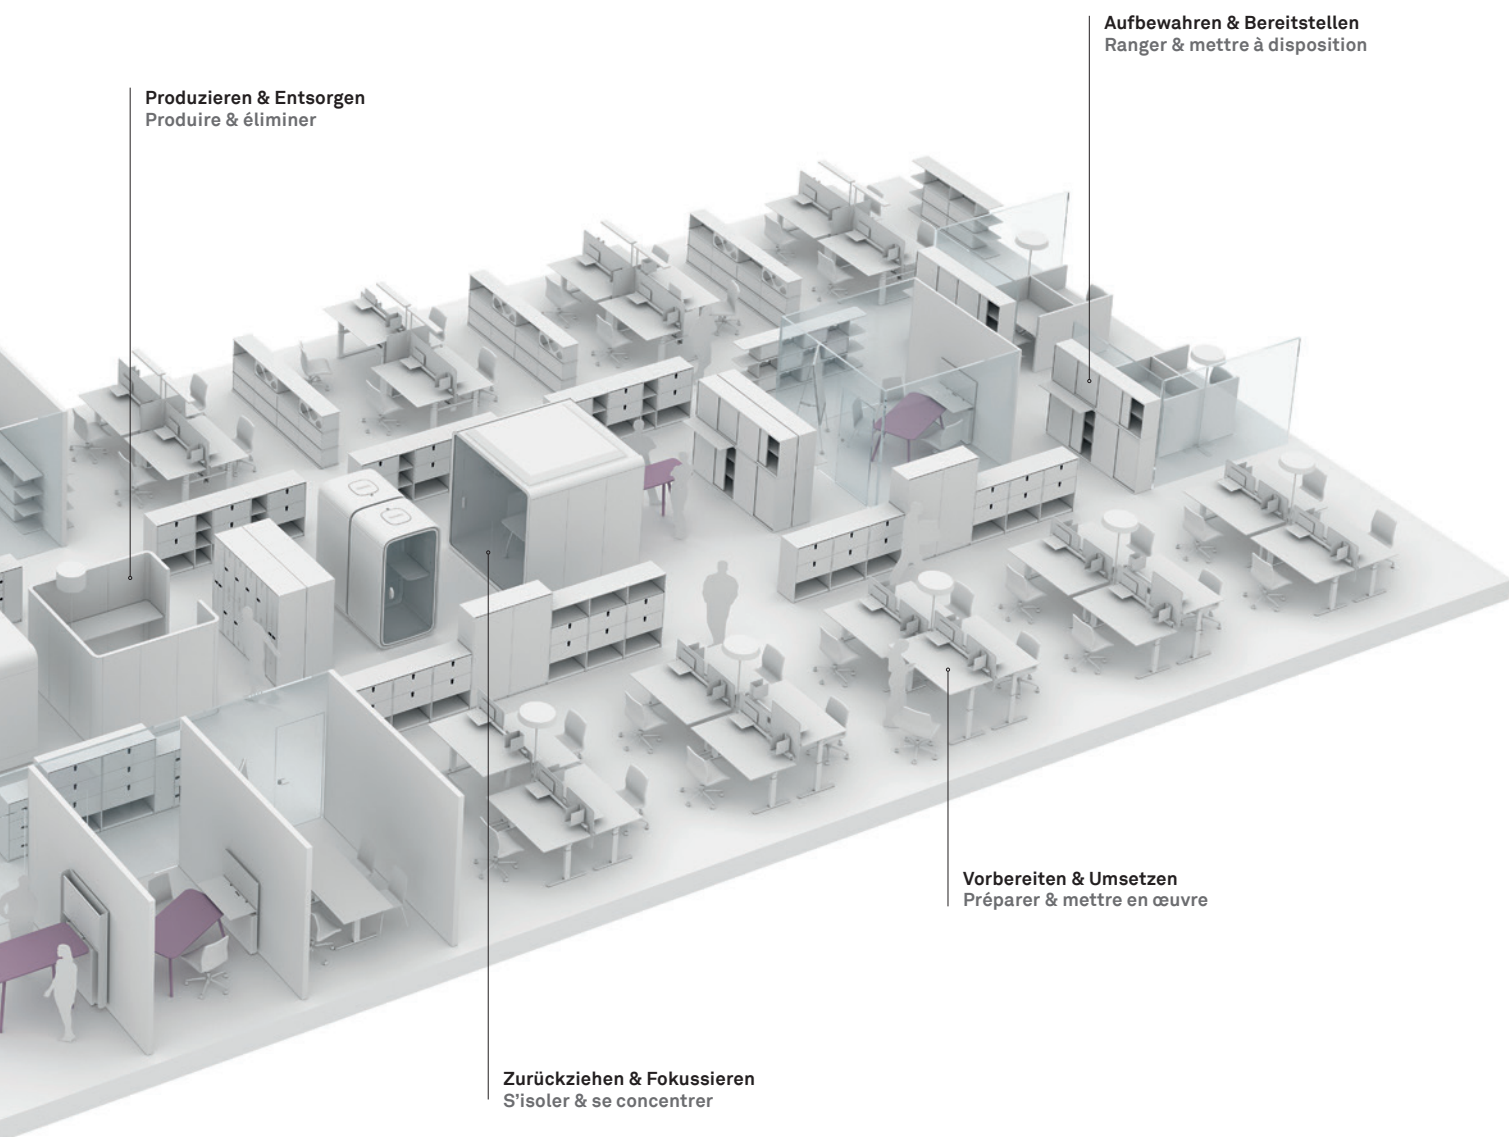 Aufbewahren & Bereitstellen
Ranger & mettre à disposition
Produzieren & Entsorgen
Produire & éliminer
Vorbereiten & Umsetzen
Préparer & mettre en œuvre
Zurückziehen & Fokussieren
S'isoler & se concentrer